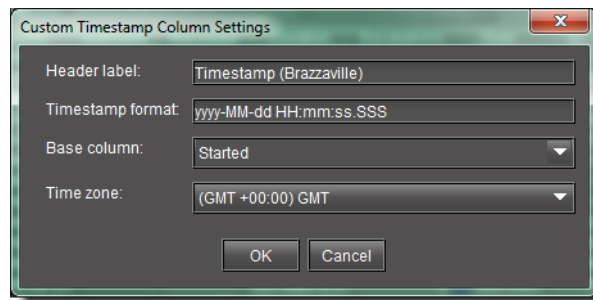 Custom Timestamp Column Settings
Header label: Timestamp (Brazzaville)
Timestamp format: yyyy-MM-dd HH:mm:ss.SSS
Base column: Started
Time zone: (GMT +00:00) GMT
OK Cancel